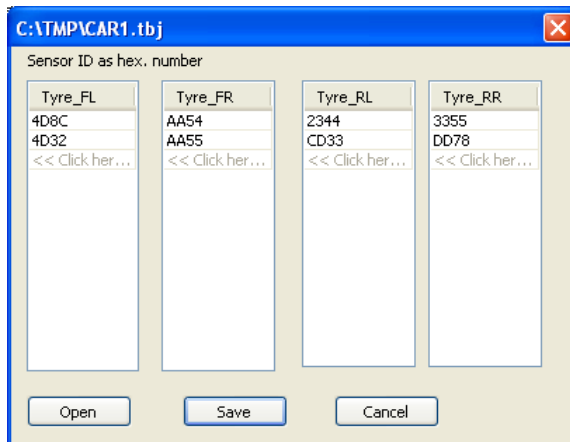 C:\TMP\CAR1.tbj
Sensor ID as hex. number
Tyre_FL Tyre_FR Tyre_RL Tyre_RR
4D8C AA54 2344 3355
4D32 AA55 CD33 DD78
<< Click her... << Click her... << Click her... << Click her...
Open Save Cancel